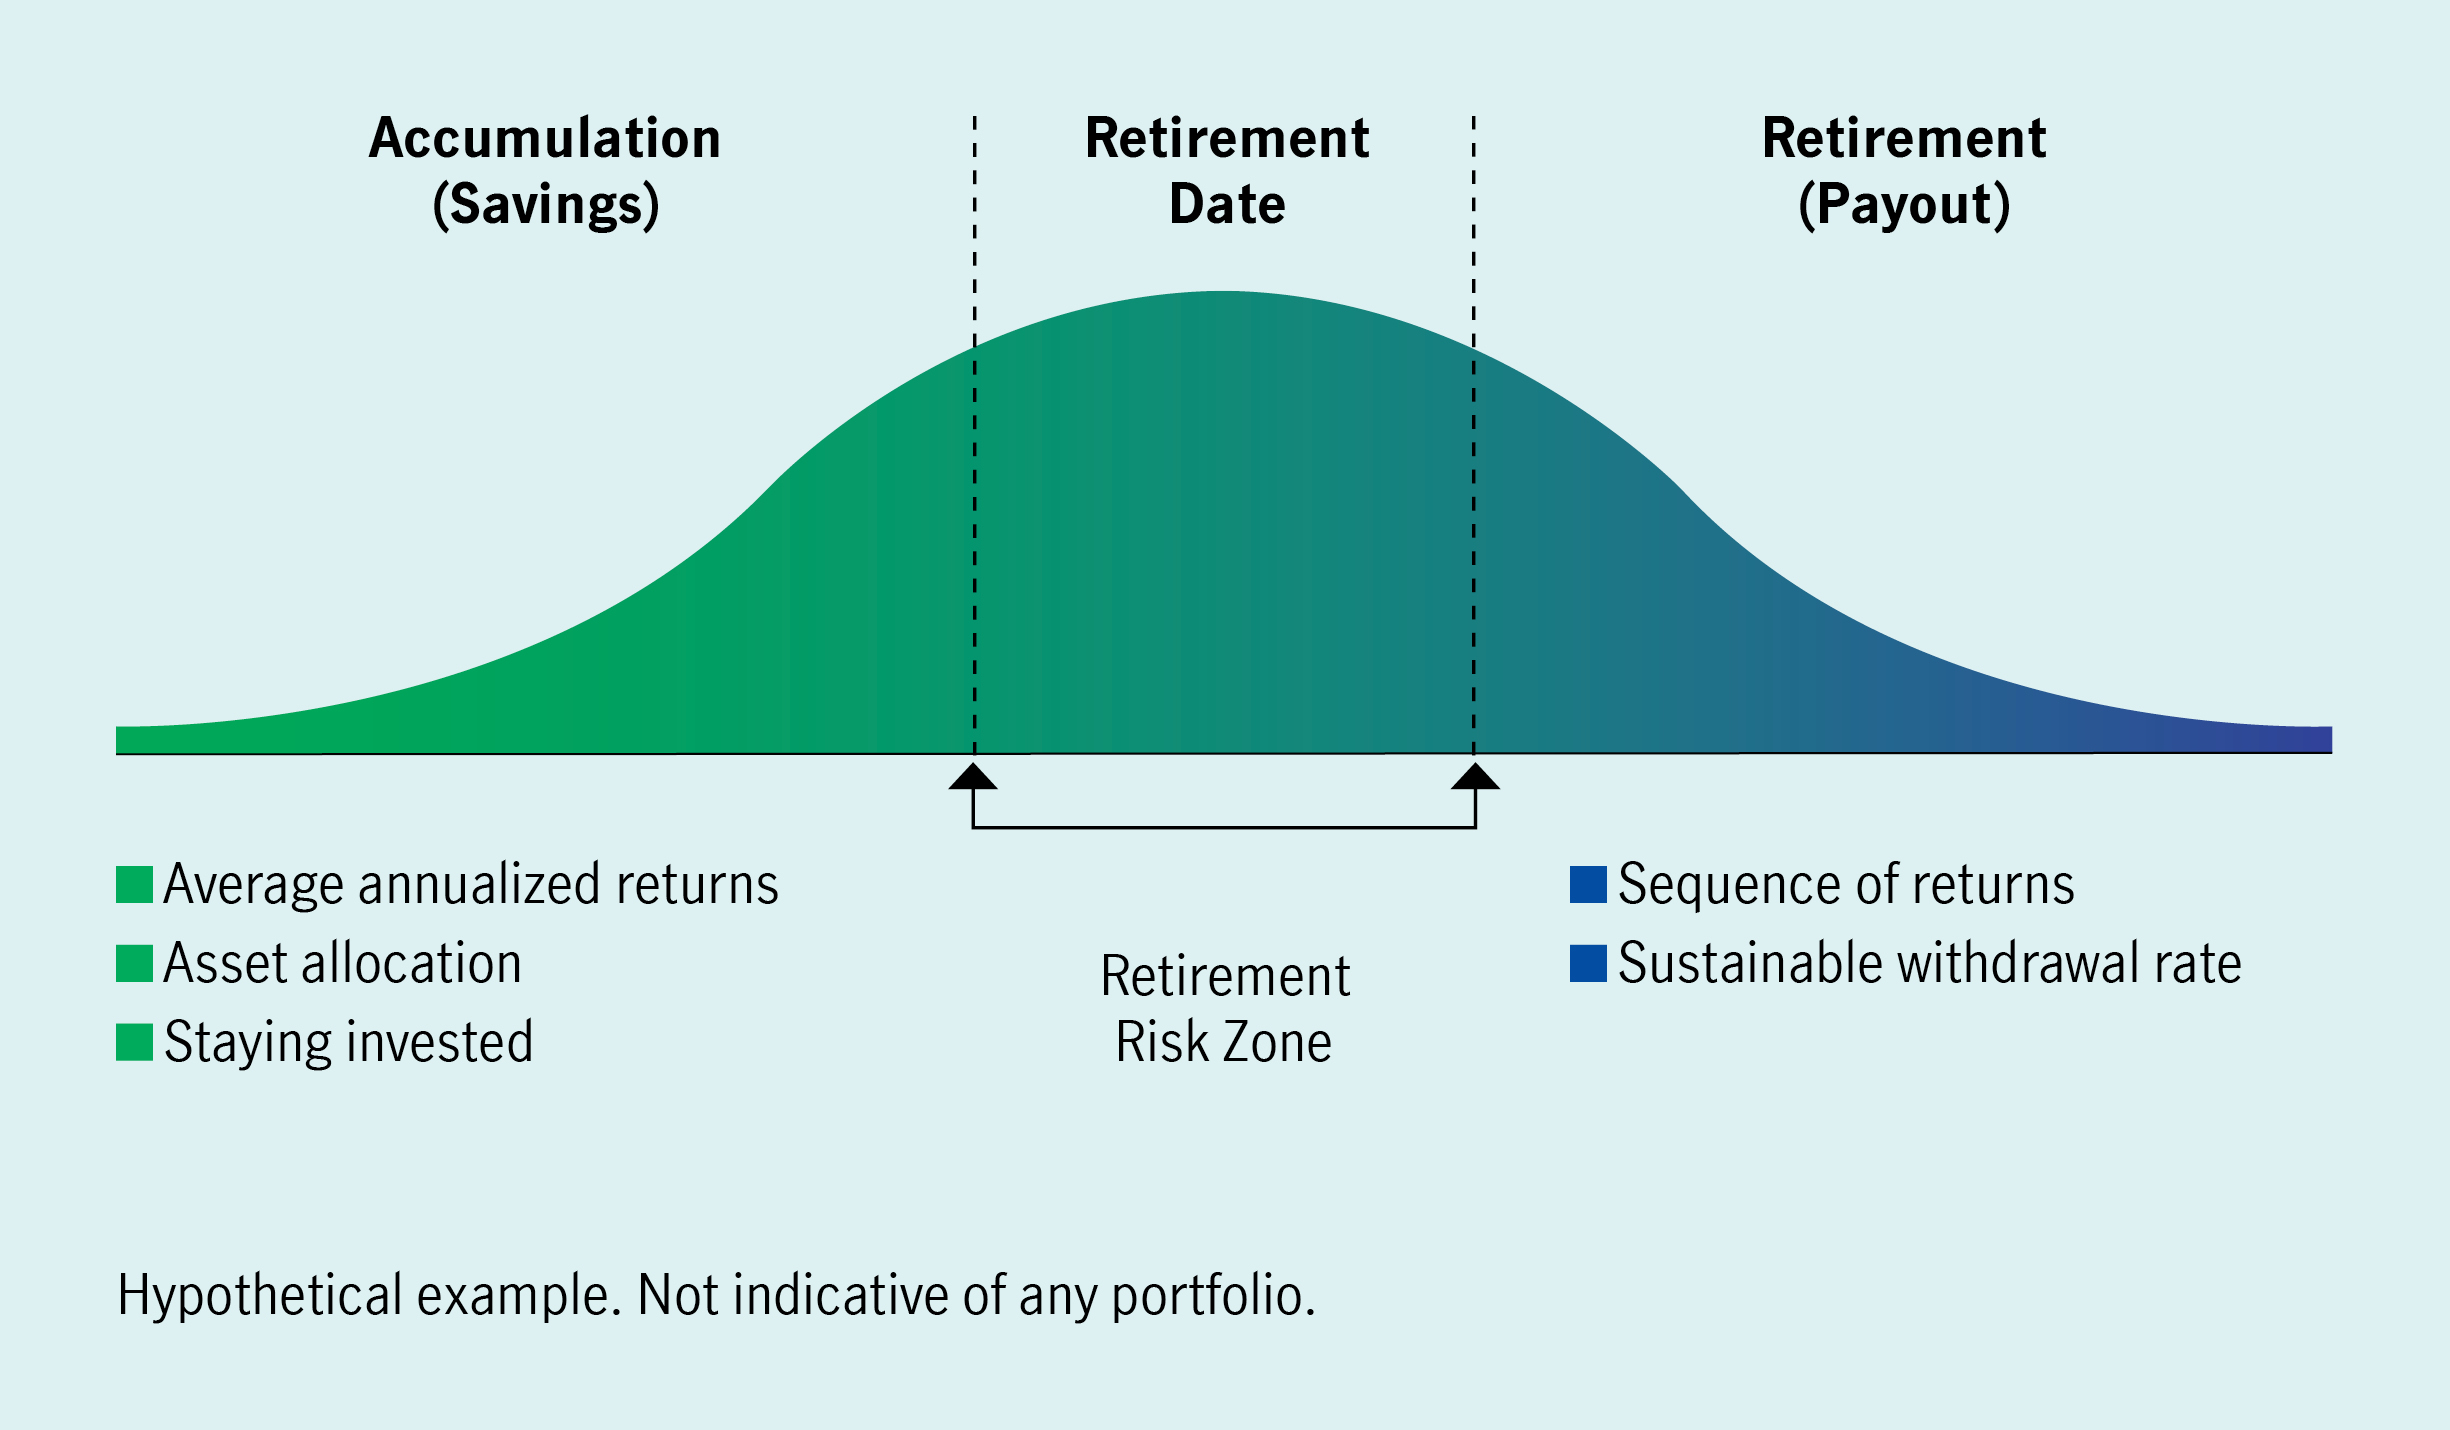 Accumulation
(Savings)
Retirement
Date
Retirement
(Payout)
Average annualized returns
Asset allocation
Staying invested
Retirement
Risk Zone
Sequence of returns
Sustainable withdrawal rate
Hypothetical example. Not indicative of any portfolio.